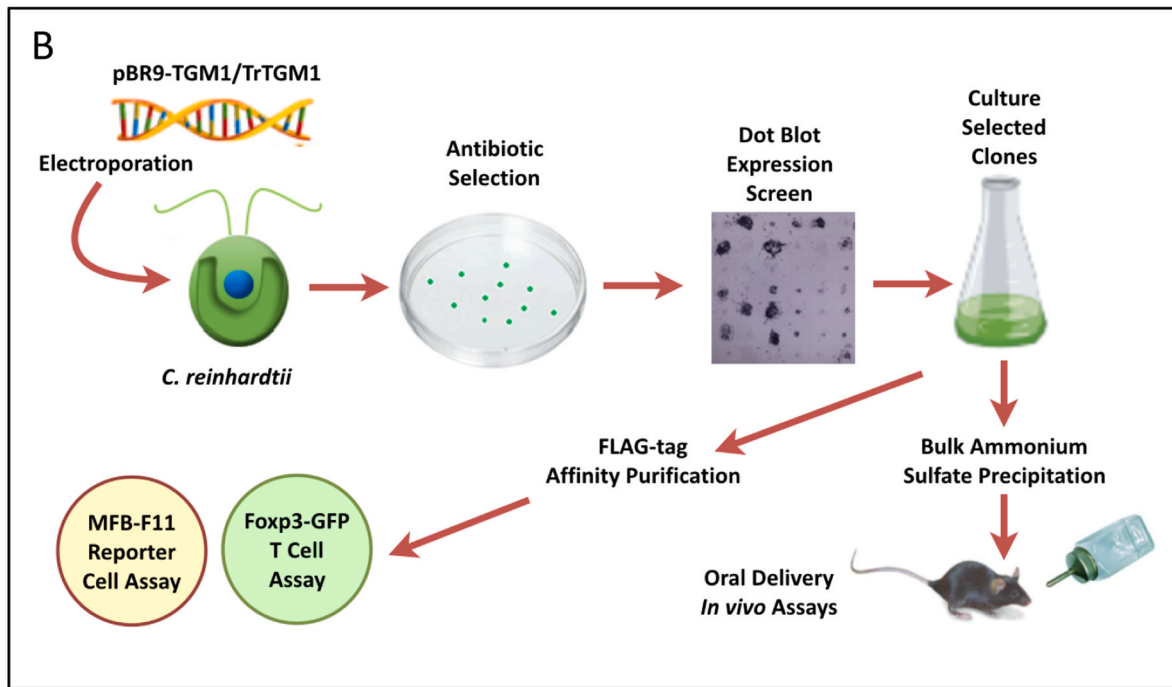 B
pBR9-TGM1/TrTGM1
Electroporation
C. reinhardtii
Antibiotic
Selection
Dot Blot
Expression
Screen
Culture
Selected
Clones
FLAG-tag
Affinity Purification
Bulk Ammonium
Sulfate Precipitation
MFB-F11
Reporter
Cell Assay
Foxp3-GFP
T Cell
Assay
Oral Delivery
In vivo Assays